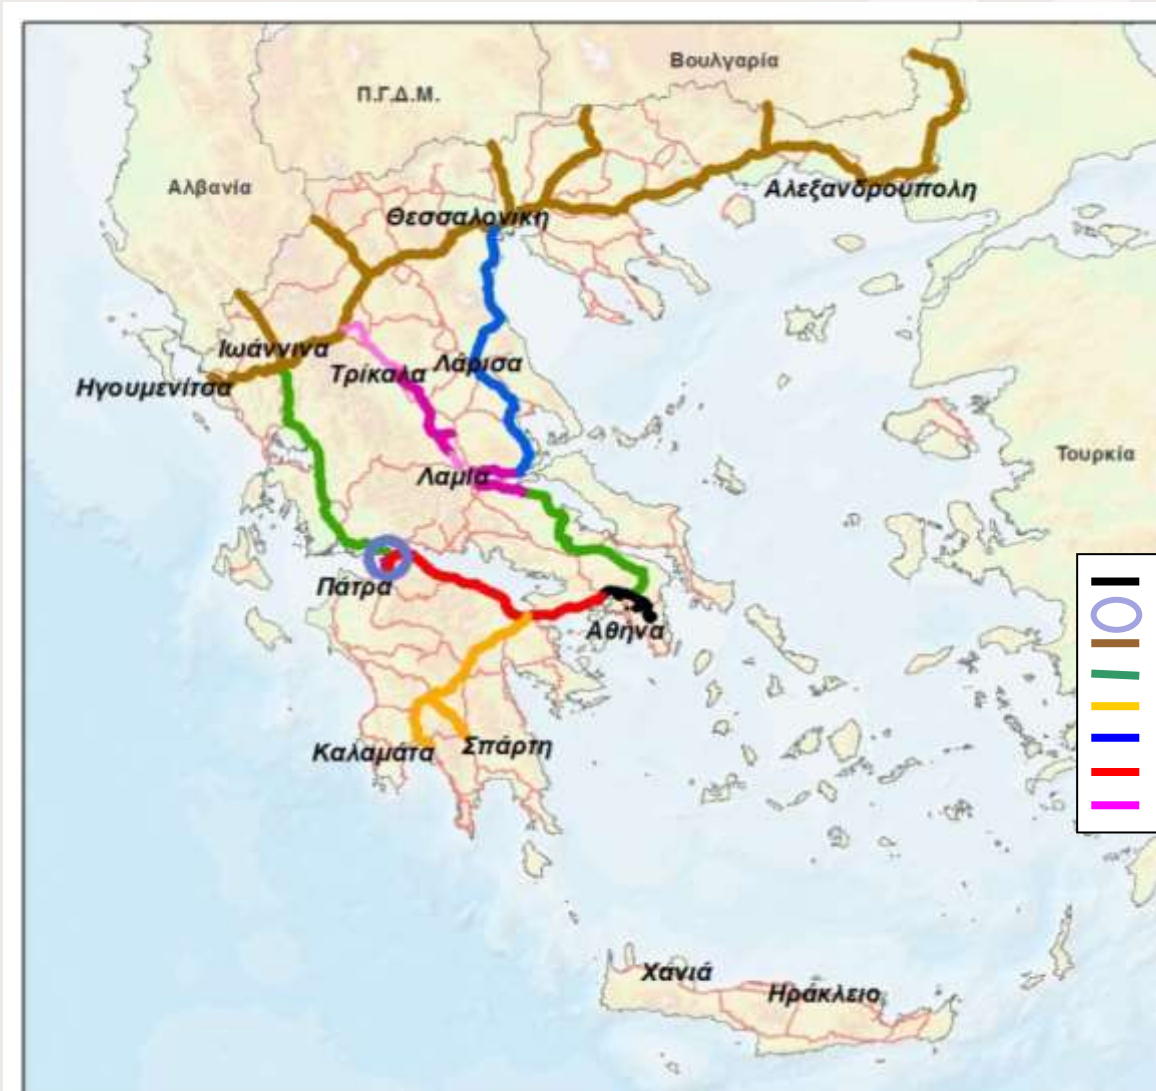 Βουλγαρία
Π.Γ.Δ.Μ.
Αλβανία
Αλεξανδρούπολη
Θεσσαλονίκη
Ιωάννινα
Λάρισα
Τρίκαλα
Ηγουμενίτσα
Τουρκία
Λαμία
Πάτρα
Αθήνα
Καλαμάτα
Σπάρτη
Χανιά
Ηράκλειο